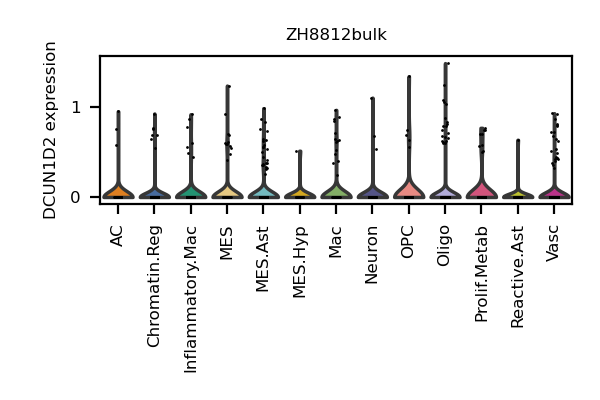 ZH8812bulk
DCUN1D2 expression
1
0
AC
Chromatin.Reg
Inflammatory.Mac
MES
MES.Ast
MES.Hyp
Mac
Neuron
OPC
Oligo
Prolif.Metab
Reactive.Ast
Vasc